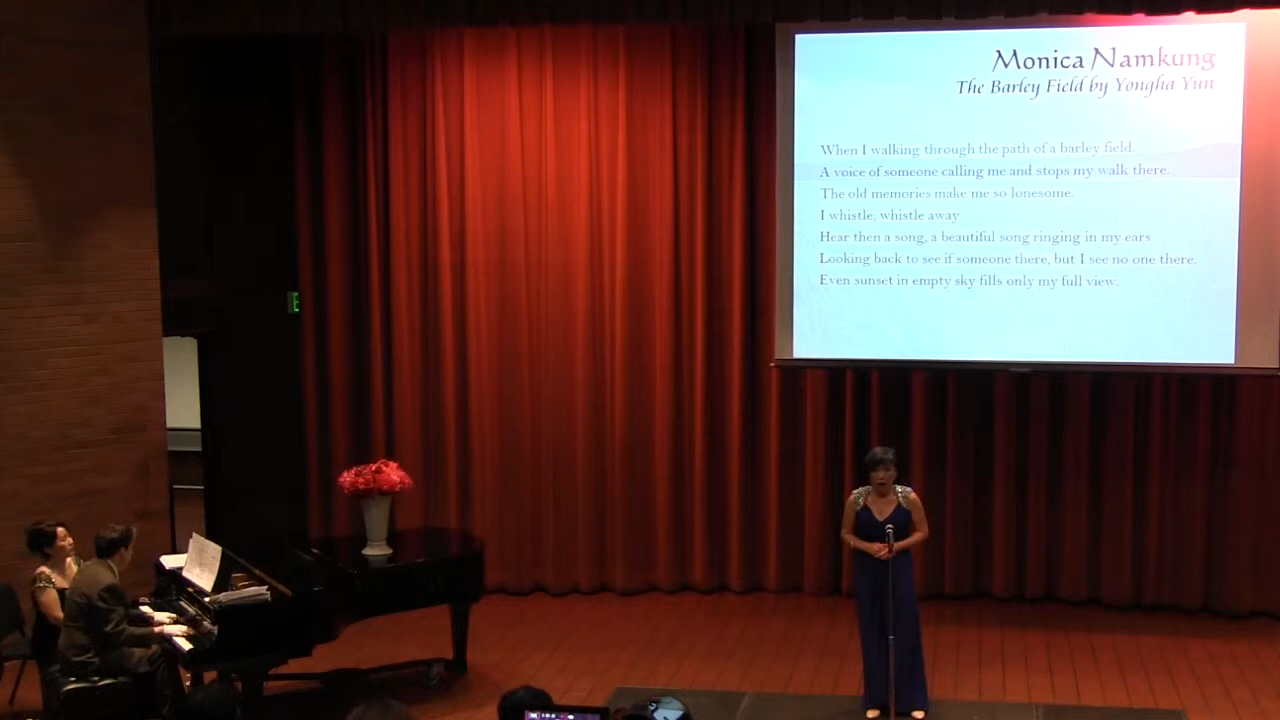 Monica Namkung
The Barley Field by Yongha Yun
When I walking through the path of a barley field.
A voice of someone calling me and stops my walk there.
The old memories make me so lonesome.
I whistle, whistle away.
Hear then a song, a beautiful song ringing in my ears
Looking back to see if someone there, but I see no one there.
Even sunset in empty sky fills only my full view.